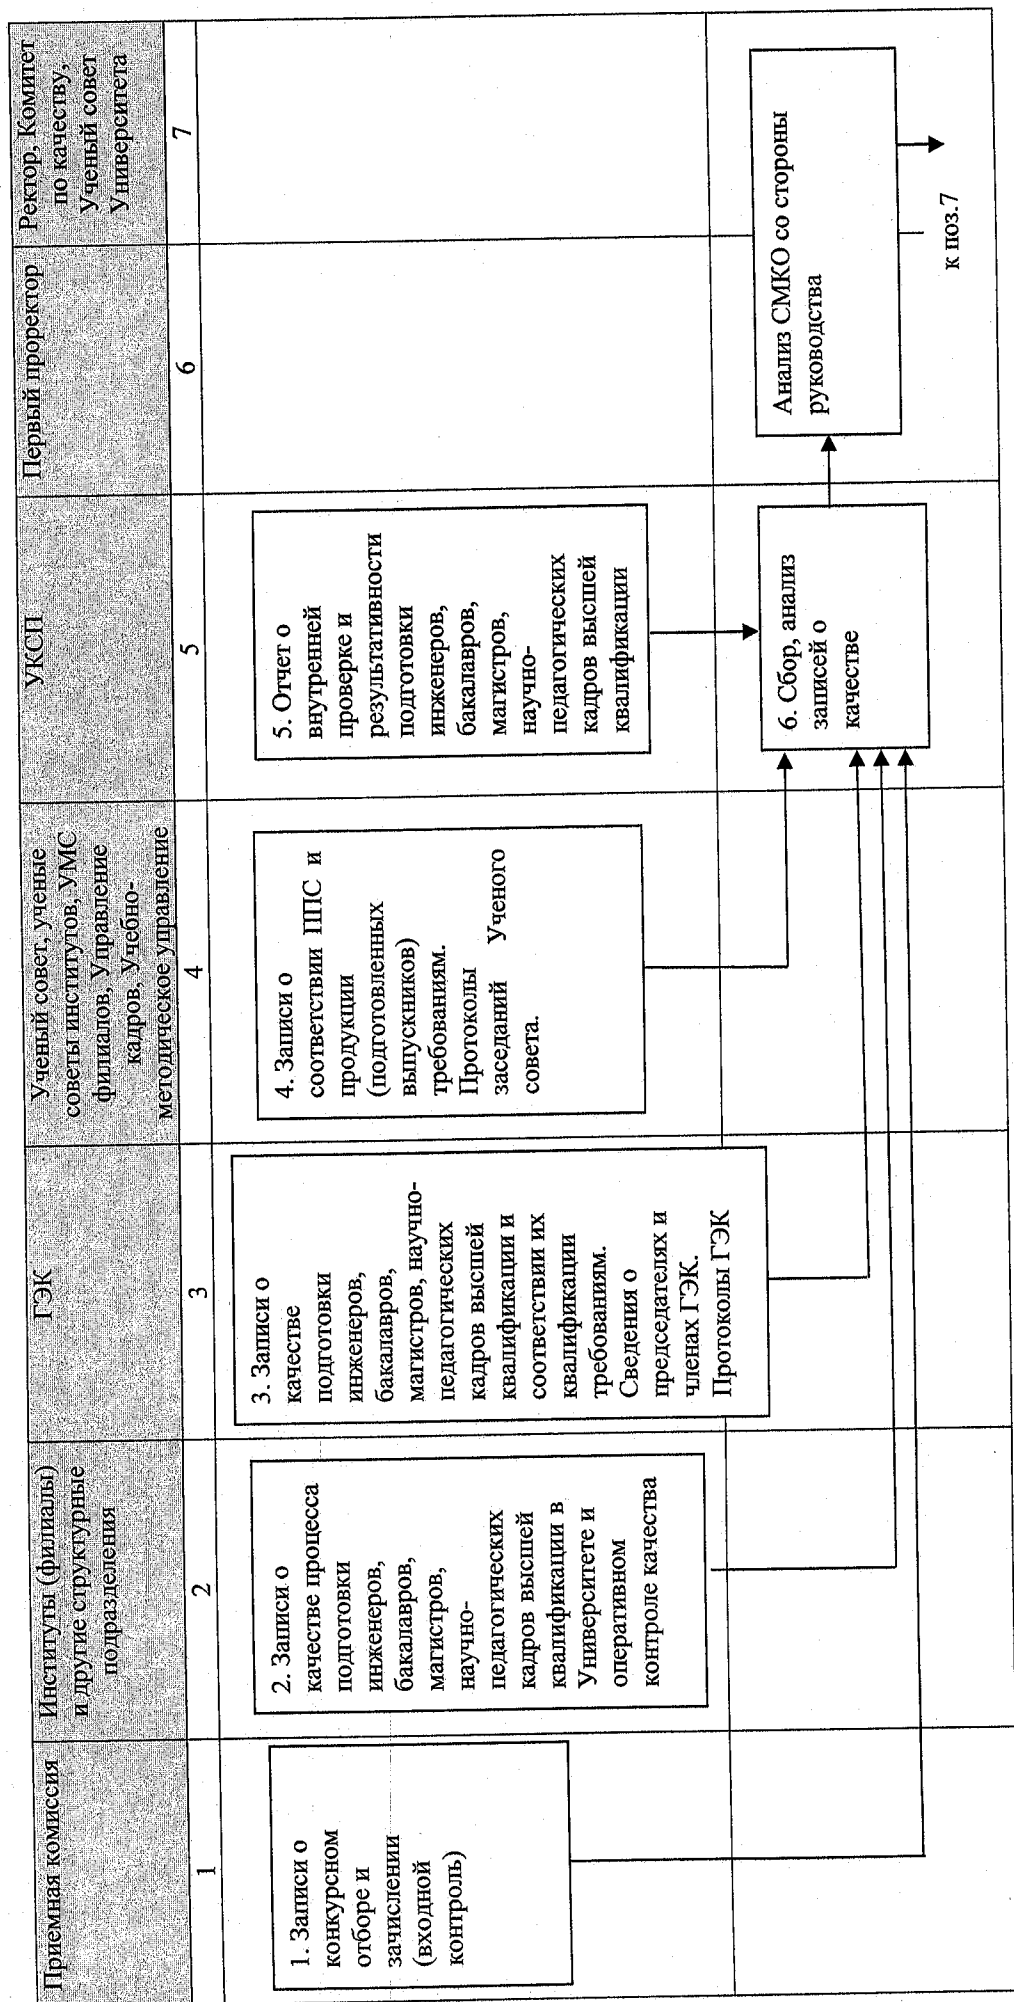 Приемная комиссия
Институты (филиалы)
и другие структурные
подразделения
ГЭК
Ученый совет, ученые
советы институтов, УМС
филиалов, Управление
кадров, Учебно-
методическое управление
УКСП
Первый проректор
Ректор, Комитет
по качеству,
Ученый совет
Университета
1
2
3
4
5
6
7
1. Записи о
конкурсном
отборе и
зачислении
(входной
контроль)
2. Записи о
качестве процесса
подготовки
инженеров,
бакалавров,
магистров,
научно-
педагогических
кадров высшей
квалификации в
Университете и
оперативном
контроле качества
3. Записи о
качестве
подготовки
инженеров,
бакалавров,
магистров, научно-
педагогических
кадров высшей
квалификации и
соответствии их
квалификации
требованиям.
Сведения о
председателях и
членах ГЭК.
Протоколы ГЭК
4. Записи о
соответствии ППС и
продукции
(подготовленных
выпускников)
требованиям.
Протоколы
заседаний Ученого
совета.
5. Отчет о
внутренней
проверке и
результативности
подготовки
инженеров,
бакалавров,
магистров,
научно-
педагогических
кадров высшей
квалификации
6. Сбор, анализ
записей о
качестве
Анализ СМКО со стороны
руководства
к поз.7